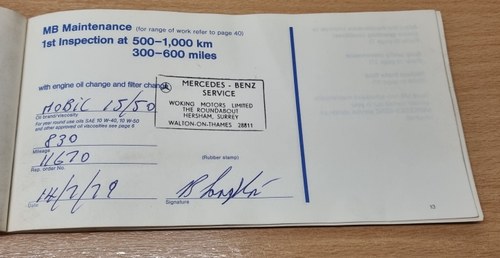 MB Maintenance (for range of work refer to page 40)
1st Inspection at 500–1,000 km
300–600 miles
with engine oil change and filter change
MERCEDES - BENZ
SERVICE
WOKING MOTORS LIMITED
THE ROUNDABOUT
HERSHAM, SURREY
WALTON-ON-THAMES 28811
MOBIL 15/50
Oil brand/viscosity
For year round use oils SAE 10 W-40, 10 W-50
and other approved oil viscosities see page 6
830
Mileage
11670
Rep. order No.
(Rubber stamp)
14/7/79
Date
Signature
13